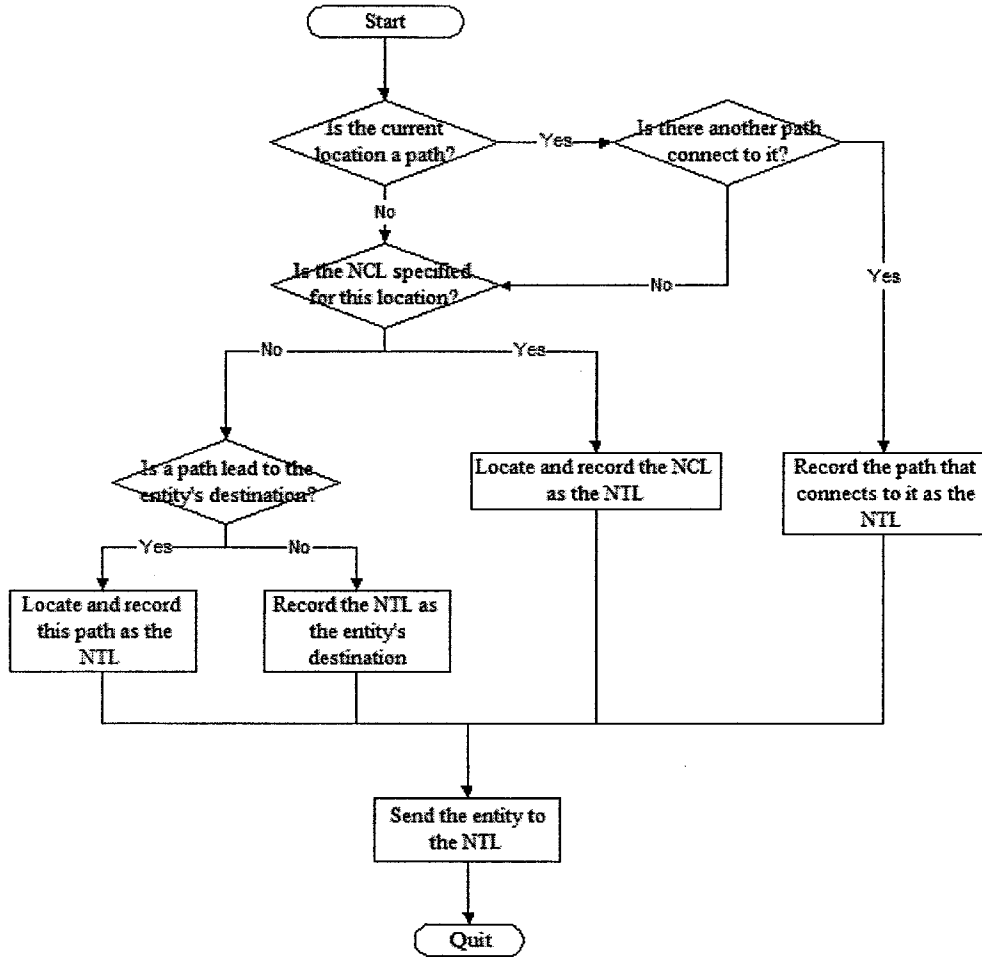 Start
Is the current
location a path?
Yes
Is there another path
connect to it?
No
Is the NCL specified
for this location?
No
Yes
No
Yes
Is a path lead to the
entity's destination?
Locate and record the NCL
as the NTL
Record the path that
connects to it as the
NTL
Yes
No
Locate and record
this path as the
NTL
Record the NTL as
the entity's
destination
Send the entity to
the NTL
Quit